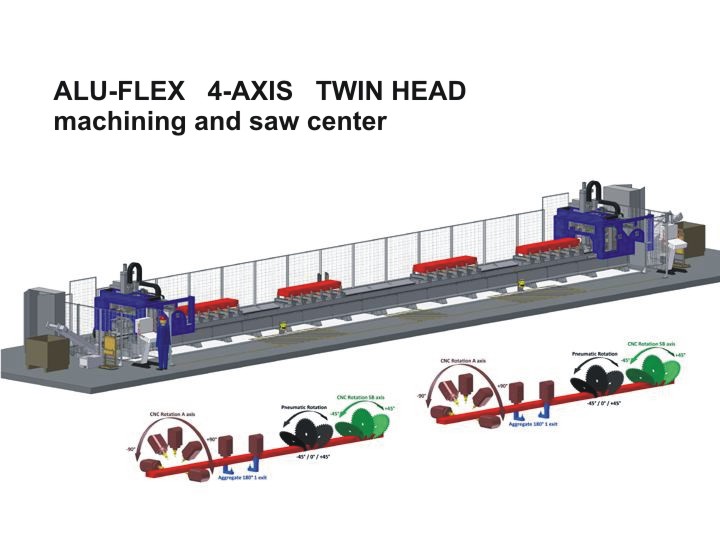 ALU-FLEX 4-AXIS TWIN HEAD
machining and saw center
CNC Rotation SB axis
Pneumatic Rotation
-45° +45°
CNC Rotation A axis
-90° +90°
-45° / 0° / +45°
Aggregate 180° 1 exit
CNC Rotation SB axis
Pneumatic Rotation
-45° +45°
CNC Rotation A axis
-90° +90°
-45° / 0° / +45°
Aggregate 180° 1 exit